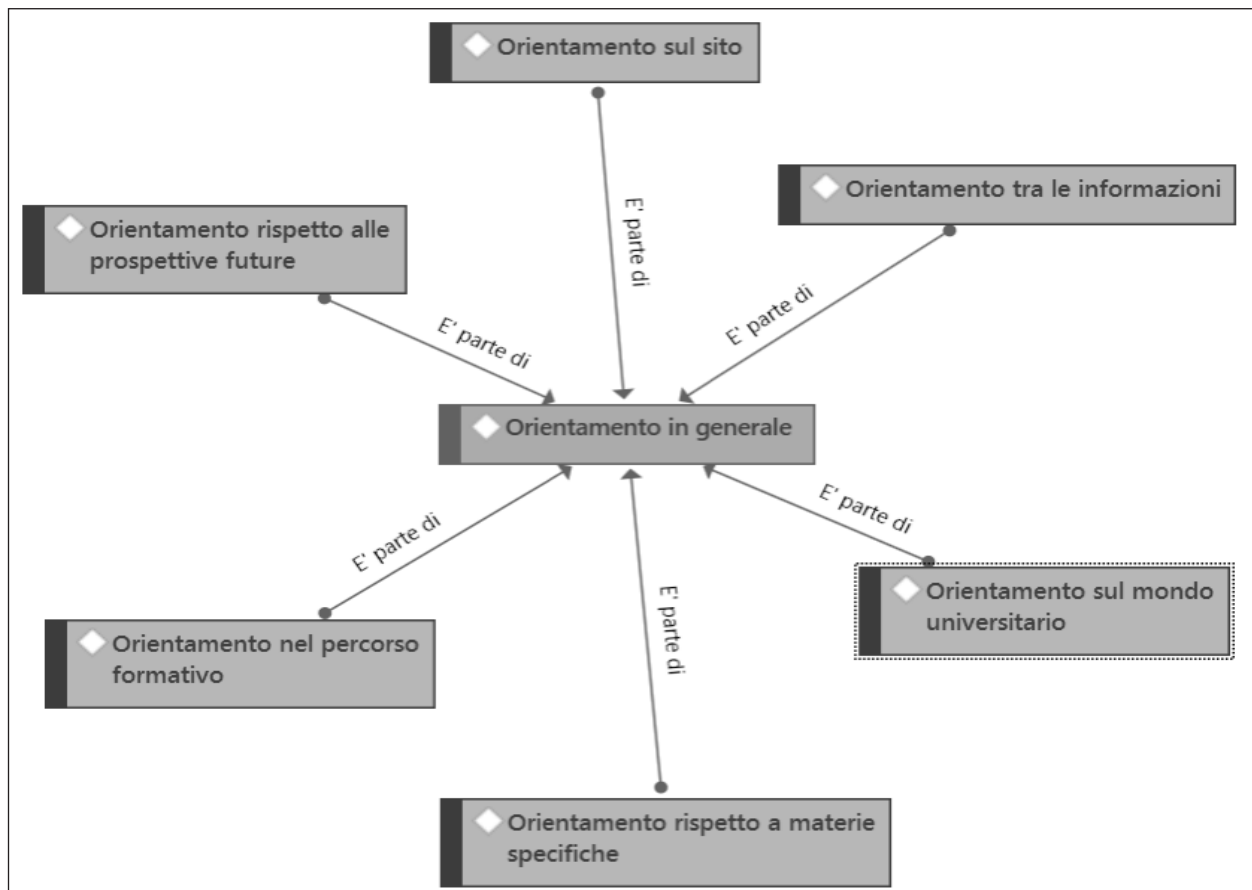 Orientamento sul sito
Orientamento tra le informazioni
Orientamento rispetto alle
prospettive future
E' parte di
E' parte di
E' parte di
Orientamento in generale
E' parte di
E' parte di
E' parte di
Orientamento sul mondo
universitario
Orientamento nel percorso
formativo
Orientamento rispetto a materie
specifiche